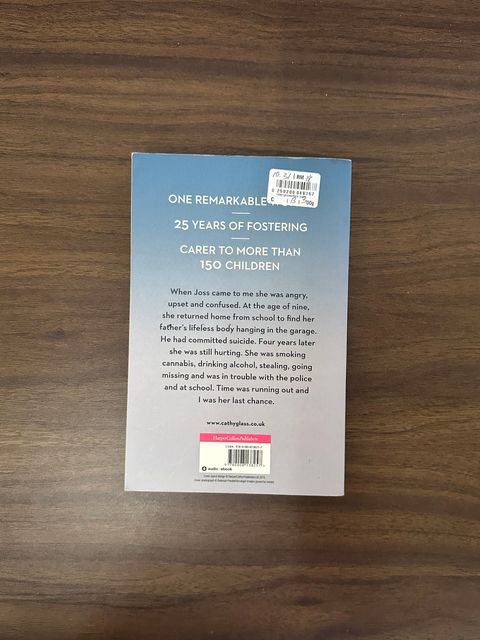 ONE REMARKABLE
25 YEARS OF FOSTERING
CARER TO MORE THAN
150 CHILDREN
When Joss came to me she was angry,
upset and confused. At the age of nine,
she returned home from school to find her
father's lifeless body hanging in the garage.
He had committed suicide. Four years later
she was still hurting. She was smoking
cannabis, drinking alcohol, stealing, going
missing and was in trouble with the police
and at school. Time was running out and
I was her last chance.
www.cathyglass.co.uk
HarperCollinsPublishers
audio ebook